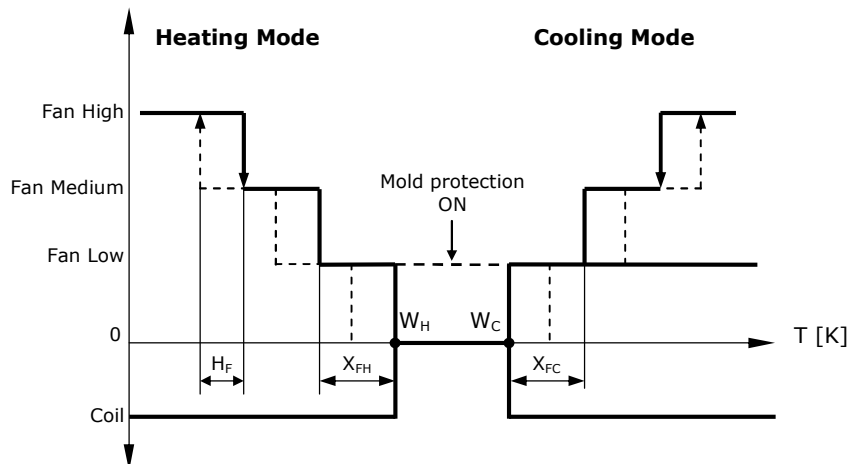 Heating Mode
Cooling Mode
Fan High
Fan Medium
Mold protection
ON
Fan Low
W_H
W_C
0
T [K]
H_F
X_FH
X_FC
Coil